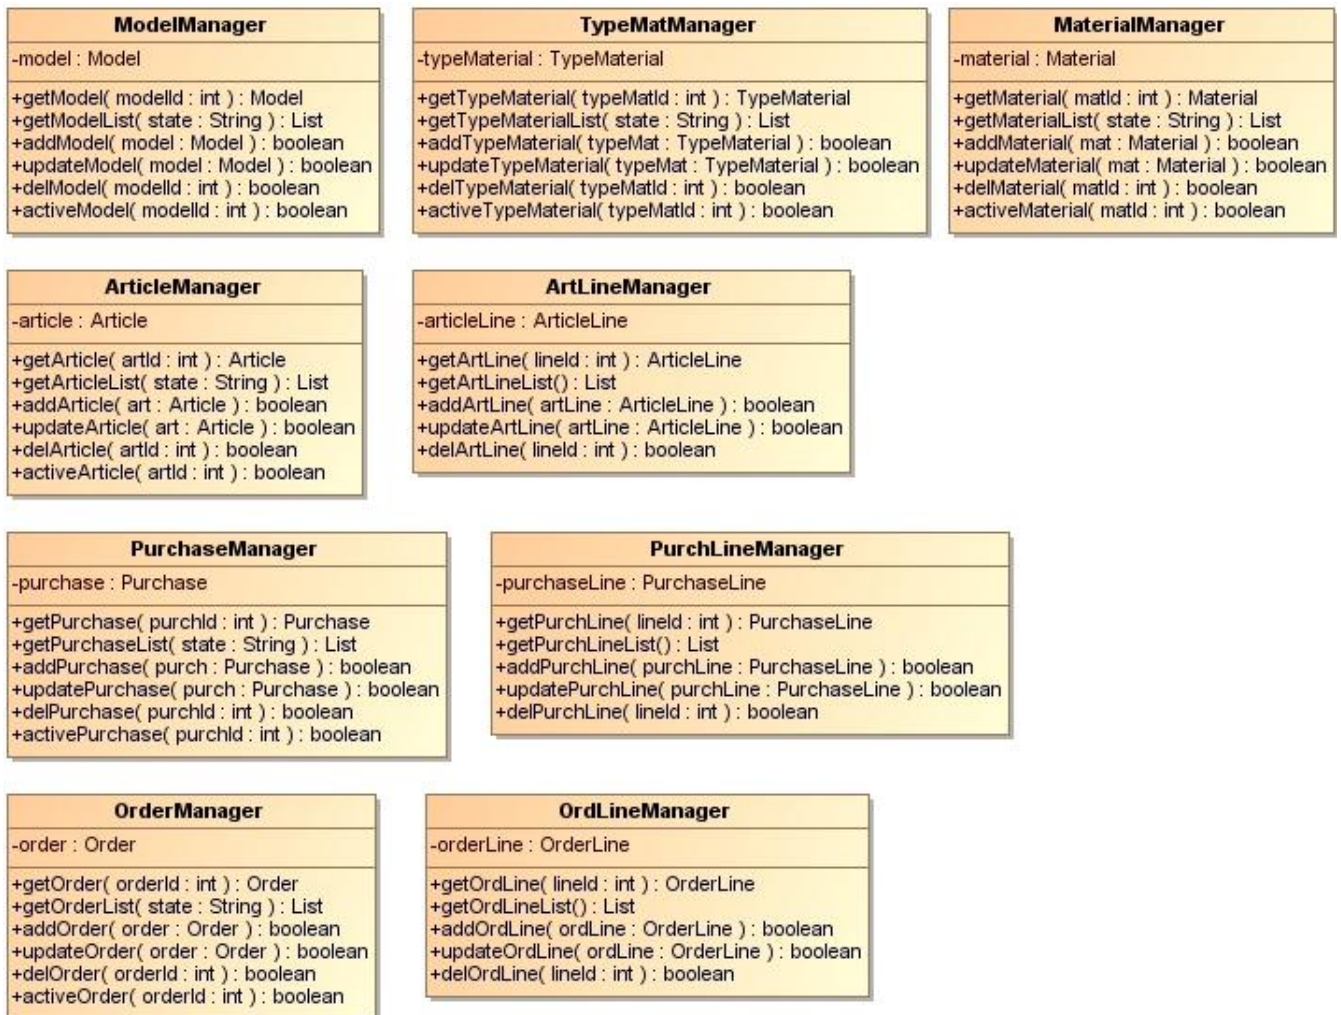 ModelManager
-model : Model
+getModel( modelId : int ) : Model
+getModelList( state : String ) : List
+addModel( model : Model ) : boolean
+updateModel( model : Model ) : boolean
+delModel( modelId : int ) : boolean
+activeModel( modelId : int ) : boolean
TypeMatManager
-typeMaterial : TypeMaterial
+getTypeMaterial( typeMatId : int ) : TypeMaterial
+getTypeMaterialList( state : String ) : List
+addTypeMaterial( typeMat : TypeMaterial ) : boolean
+updateTypeMaterial( typeMat : TypeMaterial ) : boolean
+delTypeMaterial( typeMatId : int ) : boolean
+activeTypeMaterial( typeMatId : int ) : boolean
MaterialManager
-material : Material
+getMaterial( matId : int ) : Material
+getMaterialList( state : String ) : List
+addMaterial( mat : Material ) : boolean
+updateMaterial( mat : Material ) : boolean
+delMaterial( matId : int ) : boolean
+activeMaterial( matId : int ) : boolean
ArticleManager
-article : Article
+getArticle( artId : int ) : Article
+getArticleList( state : String ) : List
+addArticle( art : Article ) : boolean
+updateArticle( art : Article ) : boolean
+delArticle( artId : int ) : boolean
+activeArticle( artId : int ) : boolean
ArtLineManager
-articleLine : ArticleLine
+getArtLine( lineId : int ) : ArticleLine
+getArtLineList() : List
+addArtLine( artLine : ArticleLine ) : boolean
+updateArtLine( artLine : ArticleLine ) : boolean
+delArtLine( lineId : int ) : boolean
PurchaseManager
-purchase : Purchase
+getPurchase( purchId : int ) : Purchase
+getPurchaseList( state : String ) : List
+addPurchase( purch : Purchase ) : boolean
+updatePurchase( purch : Purchase ) : boolean
+delPurchase( purchId : int ) : boolean
+activePurchase( purchId : int ) : boolean
PurchLineManager
-purchaseLine : PurchaseLine
+getPurchLine( lineId : int ) : PurchaseLine
+getPurchLineList() : List
+addPurchLine( purchLine : PurchaseLine ) : boolean
+updatePurchLine( purchLine : PurchaseLine ) : boolean
+delPurchLine( lineId : int ) : boolean
OrderManager
-order : Order
+getOrder( orderId : int ) : Order
+getOrderList( state : String ) : List
+addOrder( order : Order ) : boolean
+updateOrder( order : Order ) : boolean
+delOrder( orderId : int ) : boolean
+activeOrder( orderId : int ) : boolean
OrdLineManager
-orderLine : OrderLine
+getOrdLine( lineId : int ) : OrderLine
+getOrdLineList() : List
+addOrdLine( ordLine : OrderLine ) : boolean
+updateOrdLine( ordLine : OrderLine ) : boolean
+delOrdLine( lineId : int ) : boolean